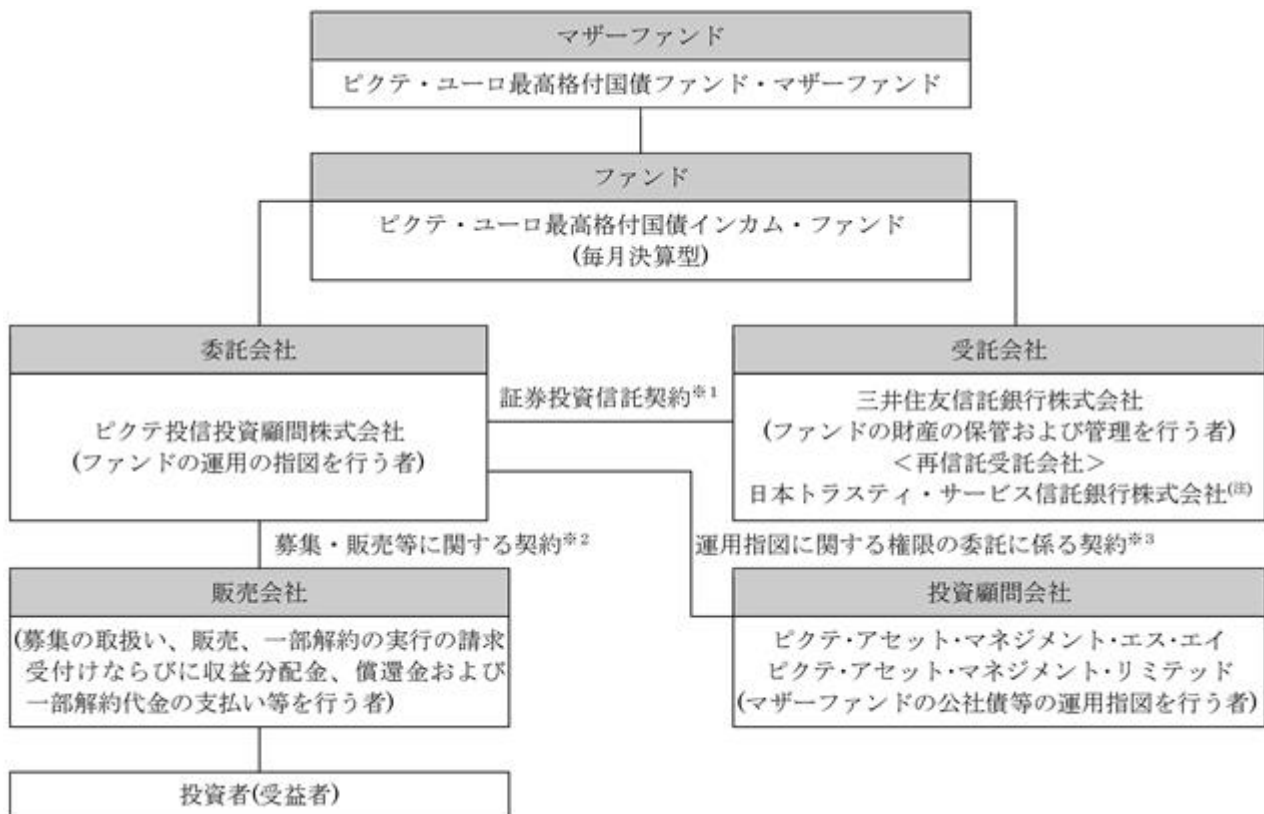 マザーファンド
ピクテ・ユーロ最高格付国債ファンド・マザーファンド
ファンド
ピクテ・ユーロ最高格付国債インカム・ファンド
(毎月決算型)
委託会社
ピクテ投信投資顧問株式会社
(ファンドの運用の指図を行う者)
証券投資信託契約※1
受託会社
三井住友信託銀行株式会社
(ファンドの財産の保管および管理を行う者)
<再信託受託会社>
日本トラスティ・サービス信託銀行株式会社(注)
募集・販売等に関する契約※2
運用指図に関する権限の委託に係る契約※3
販売会社
(募集の取扱い、販売、一部解約の実行の請求
受付けならびに収益分配金、償還金および
一部解約代金の支払い等を行う者)
投資顧問会社
ピクテ・アセット・マネジメント・エス・エイ
ピクテ・アセット・マネジメント・リミテッド
(マザーファンドの公社債等の運用指図を行う者)
投資者(受益者)